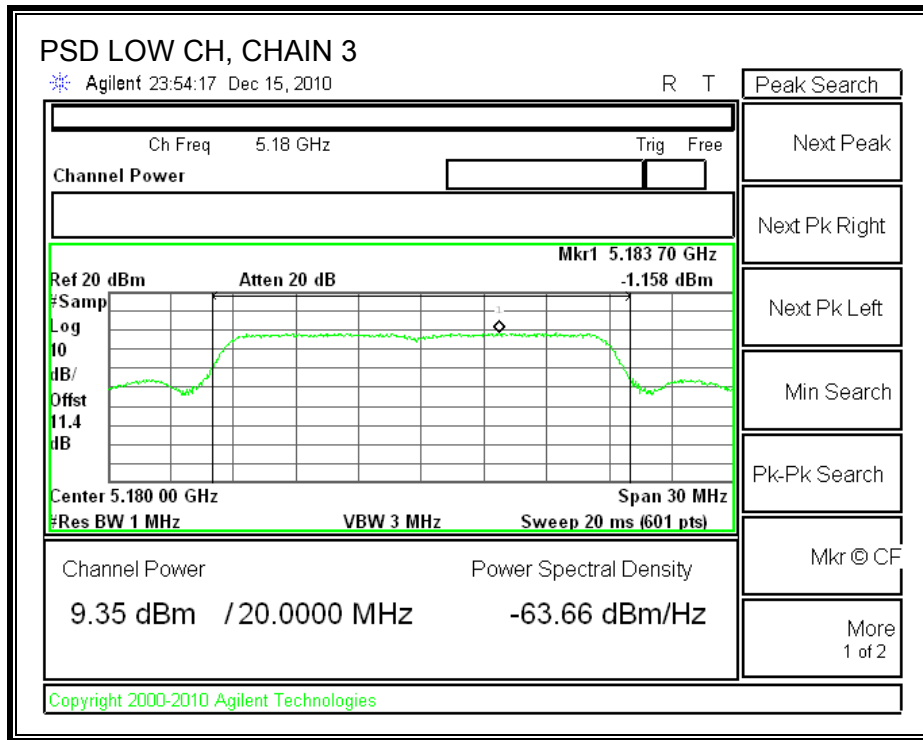 PSD LOW CH, CHAIN 3
Agilent 23:54:17 Dec 15, 2010 R T
Peak Search
Ch Freq 5.18 GHz Trig Free
Channel Power
Mkr1 5.183 70 GHz
Ref 20 dBm Atten 20 dB -1.158 dBm
#Samp
Log
10
dB/
Offst
11.4
dB
1
Center 5.180 00 GHz Span 30 MHz
#Res BW 1 MHz VBW 3 MHz Sweep 20 ms (601 pts)
Channel Power Power Spectral Density
9.35 dBm / 20.0000 MHz -63.66 dBm/Hz
Next Peak
Next Pk Right
Next Pk Left
Min Search
Pk-Pk Search
Mkr © CF
More
1 of 2
Copyright 2000-2010 Agilent Technologies